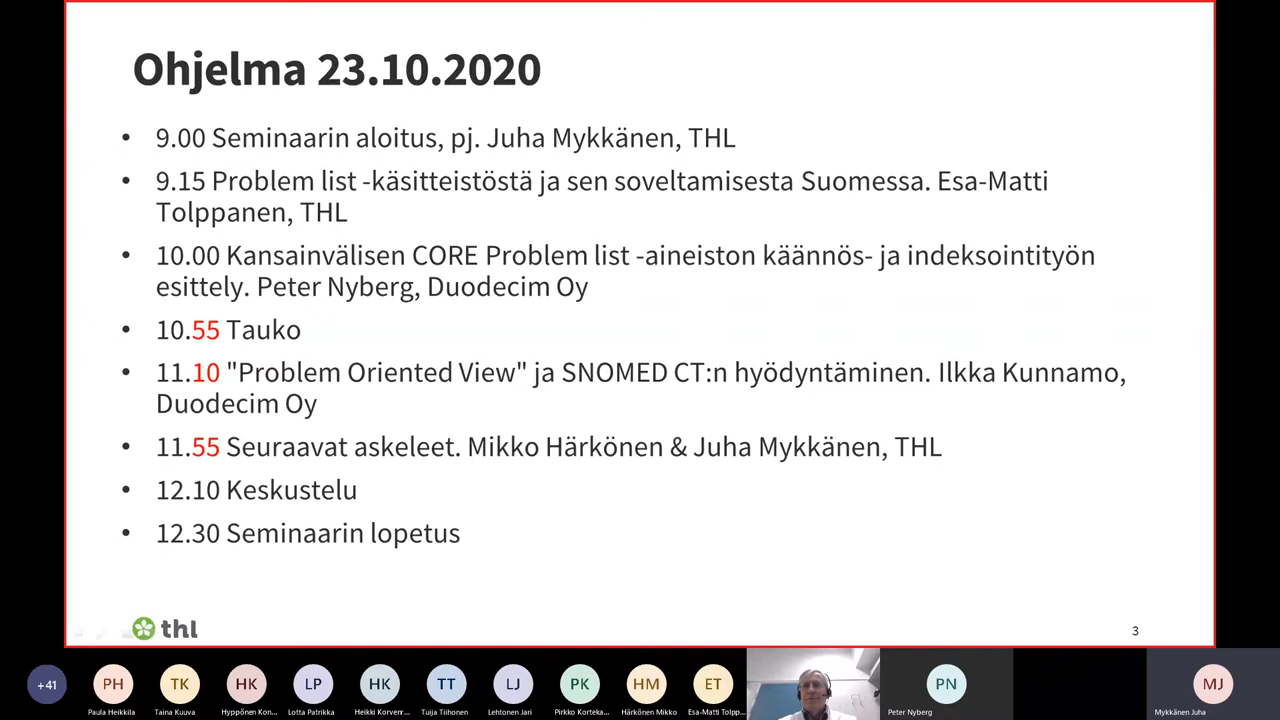 Ohjelma 23.10.2020
• 9.00 Seminaarin aloitus, pj. Juha Mykkänen, THL
• 9.15 Problem list -käsitteistöstä ja sen soveltamisesta Suomessa. Esa-Matti
Tolppanen, THL
• 10.00 Kansainvälisen CORE Problem list -aineiston käännös- ja indeksointityön
esittely. Peter Nyberg, Duodecim Oy
• 10.55 Tauko
• 11.10 "Problem Oriented View" ja SNOMED CT:n hyödyntäminen. Ilkka Kunnamo,
Duodecim Oy
• 11.55 Seuraavat askeleet. Mikko Härkönen & Juha Mykkänen, THL
• 12.10 Keskustelu
• 12.30 Seminaarin lopetus
thl
3
+41 PH TK HK LP HK TT LJ PK HM ET PN MJ
Paula Heikkila Taina Kuuva Hyppönen Kon... Lotta Patrikka Heikki Korvenr... Tuija Tiihonen Lehtonen Jari Pirkko Korteka... Härkönen Mikko Esa-Matti Tolpp... Peter Nyberg Mykkänen Juha